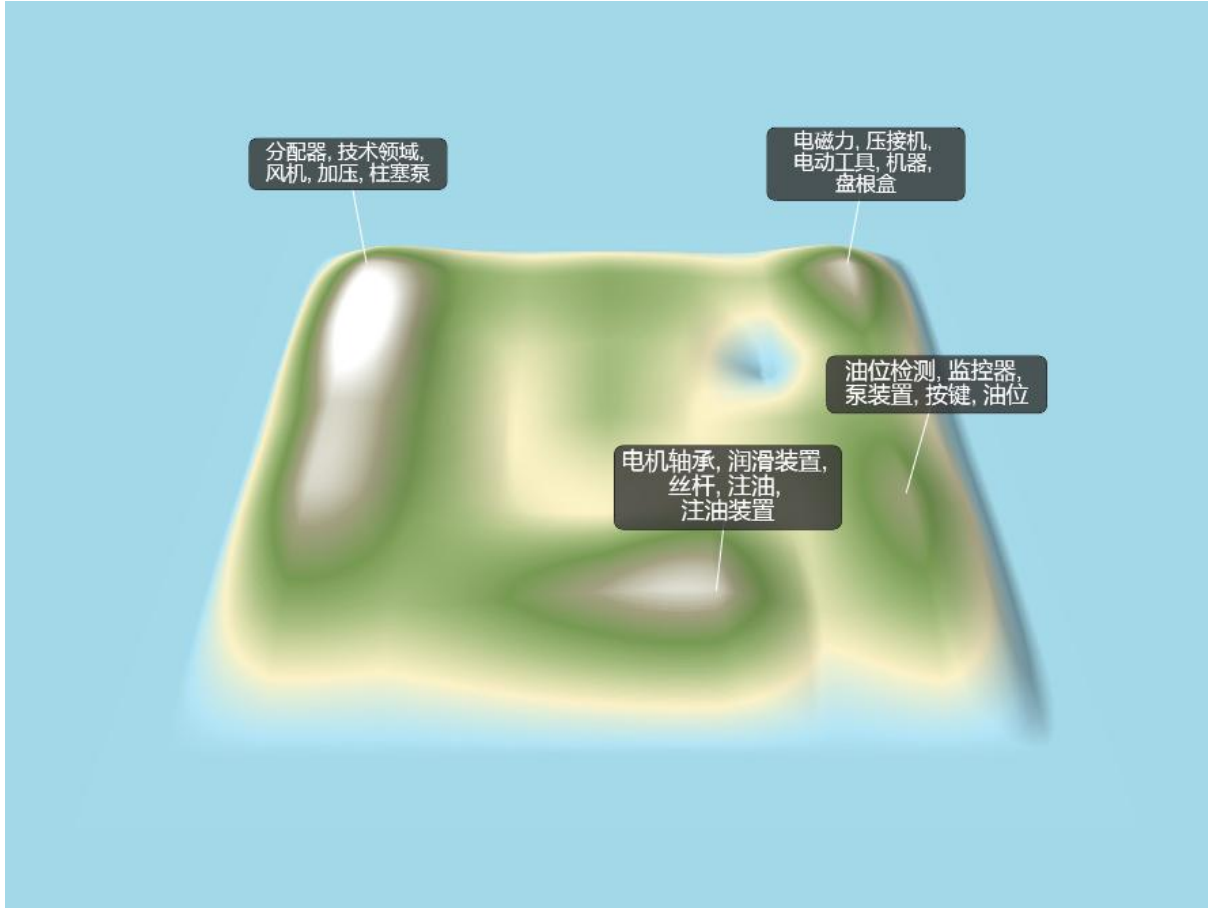 分配器, 技术领域,
风机, 加压, 柱塞泵
电磁力, 压接机,
电动工具, 机器,
盘根盒
油位检测, 监控器,
泵装置, 按键, 油位
电机轴承, 润滑装置,
丝杆, 注油,
注油装置